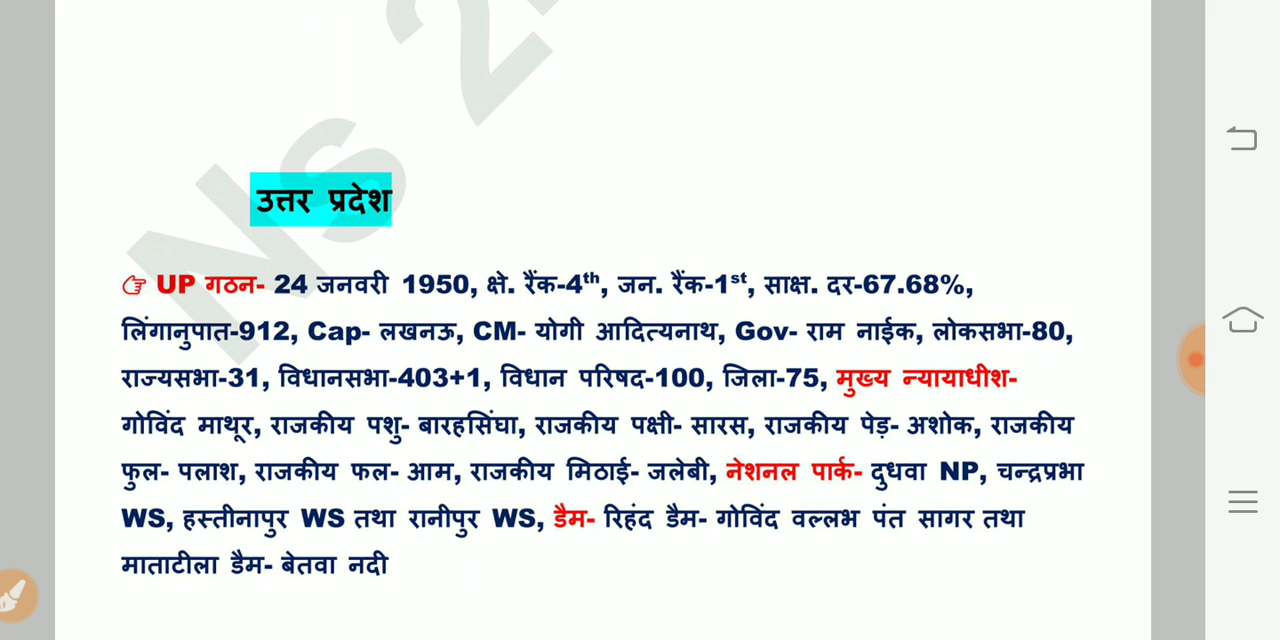 Ns 2
उत्तर प्रदेश
☞ UP गठन- 24 जनवरी 1950, क्षे. रैंक-4th, जन. रैंक-1st, साक्ष. दर-67.68%,
लिंगानुपात-912, Cap- लखनऊ, CM- योगी आदित्यनाथ, Gov- राम नाईक, लोकसभा-80,
राज्यसभा-31, विधानसभा-403+1, विधान परिषद-100, जिला-75, मुख्य न्यायाधीश-
गोविंद माथूर, राजकीय पशु- बारहसिंघा, राजकीय पक्षी- सारस, राजकीय पेड़- अशोक, राजकीय
फुल- पलाश, राजकीय फल- आम, राजकीय मिठाई- जलेबी, नेशनल पार्क- दुधवा NP, चन्द्रप्रभा
WS, हस्तीनापुर WS तथा रानीपुर WS, डैम- रिहंद डैम- गोविंद वल्लभ पंत सागर तथा
माताटीला डैम- बेतवा नदी